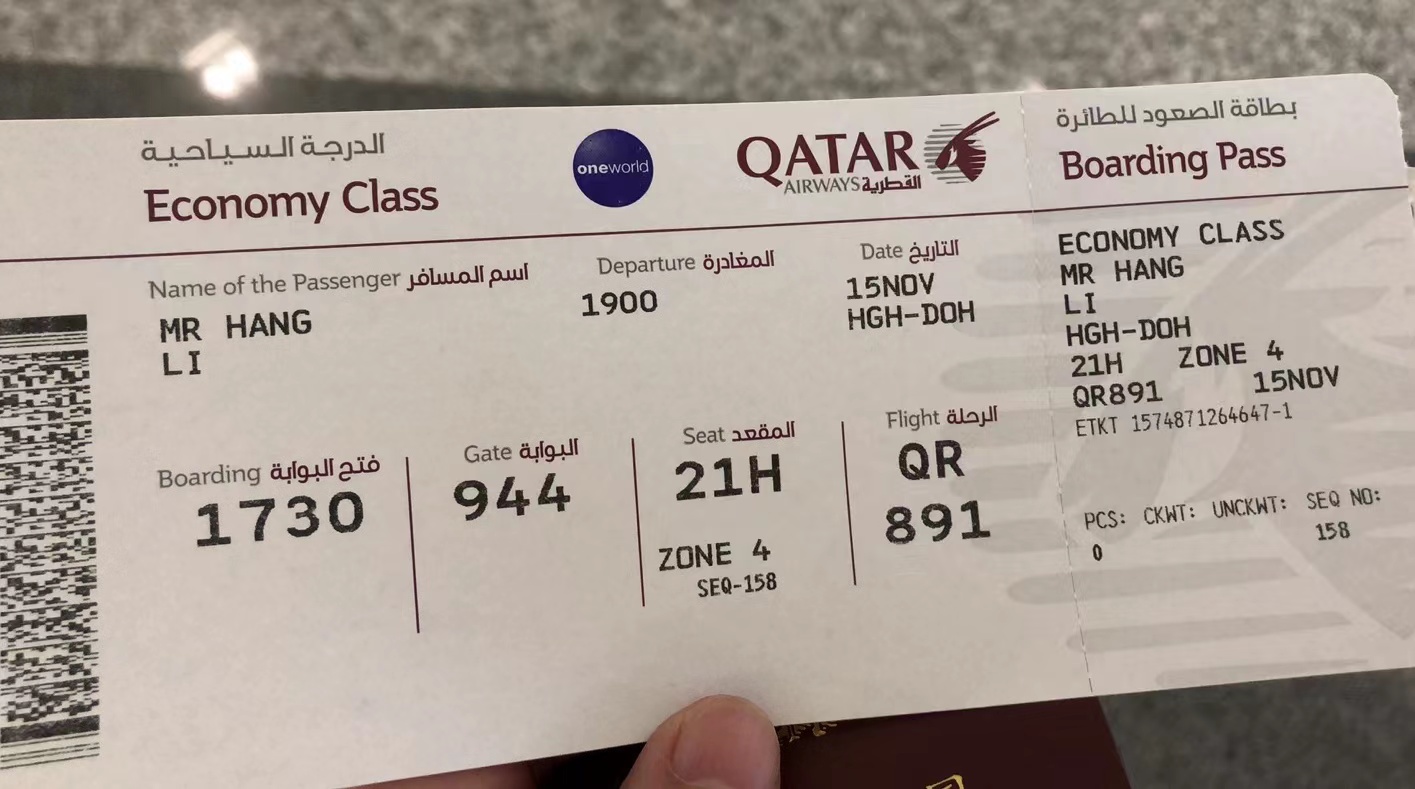 الدرجة السياحية
Economy Class
oneworld
QATAR
AIRWAYS القطرية
بطاقة الصعود للطائرة
Boarding Pass
Name of the Passenger اسم المسافر
MR HANG
LI
Departure المغادرة
1900
Date التاريخ
15NOV
HGH-DOH
Boarding فتح البوابة
1730
Gate البوابة
944
Seat المقعد
21H
ZONE 4
SEQ-158
Flight الرحلة
QR
891
ECONOMY CLASS
MR HANG
LI
HGH-DOH
21H ZONE 4
QR891 15NOV
ETKT 1574871264647-1
PCS: CKWT: UNCKWT: SEQ NO:
0 158